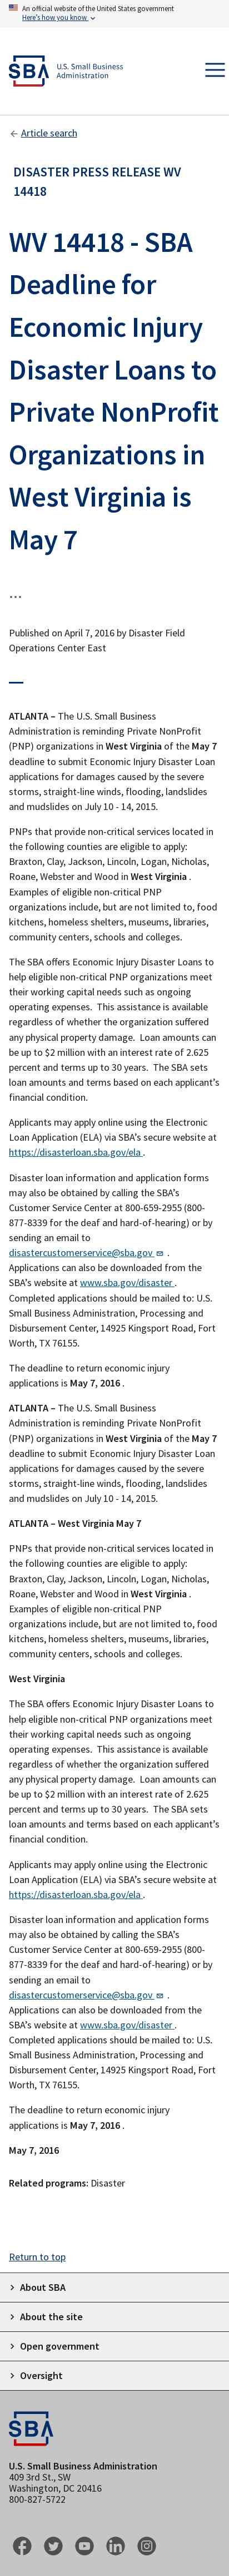 An official website of the United States government
Here's how you know
SBA
U.S. Small Business
Administration
Article search
DISASTER PRESS RELEASE WV
14418
WV 14418 - SBA
Deadline for
Economic Injury
Disaster Loans to
Private NonProfit
Organizations in
West Virginia is
May 7
...
Published on April 7, 2016 by Disaster Field
Operations Center East
ATLANTA – The U.S. Small Business
Administration is reminding Private NonProfit
(PNP) organizations in West Virginia of the May 7
deadline to submit Economic Injury Disaster Loan
applications for damages caused by the severe
storms, straight-line winds, flooding, landslides
and mudslides on July 10 - 14, 2015.
PNPs that provide non-critical services located in
the following counties are eligible to apply:
Braxton, Clay, Jackson, Lincoln, Logan, Nicholas,
Roane, Webster and Wood in West Virginia .
Examples of eligible non-critical PNP
organizations include, but are not limited to, food
kitchens, homeless shelters, museums, libraries,
community centers, schools and colleges.
The SBA offers Economic Injury Disaster Loans to
help eligible non-critical PNP organizations meet
their working capital needs such as ongoing
operating expenses. This assistance is available
regardless of whether the organization suffered
any physical property damage. Loan amounts can
be up to $2 million with an interest rate of 2.625
percent and terms up to 30 years. The SBA sets
loan amounts and terms based on each applicant's
financial condition.
Applicants may apply online using the Electronic
Loan Application (ELA) via SBA's secure website at
https://disasterloan.sba.gov/ela .
Disaster loan information and application forms
may also be obtained by calling the SBA's
Customer Service Center at 800-659-2955 (800-
877-8339 for the deaf and hard-of-hearing) or by
sending an email to
disastercustomerservice@sba.gov .
Applications can also be downloaded from the
SBA's website at www.sba.gov/disaster .
Completed applications should be mailed to: U.S.
Small Business Administration, Processing and
Disbursement Center, 14925 Kingsport Road, Fort
Worth, TX 76155.
The deadline to return economic injury
applications is May 7, 2016 .
ATLANTA – The U.S. Small Business
Administration is reminding Private NonProfit
(PNP) organizations in West Virginia of the May 7
deadline to submit Economic Injury Disaster Loan
applications for damages caused by the severe
storms, straight-line winds, flooding, landslides
and mudslides on July 10 - 14, 2015.
ATLANTA – West Virginia May 7
PNPs that provide non-critical services located in
the following counties are eligible to apply:
Braxton, Clay, Jackson, Lincoln, Logan, Nicholas,
Roane, Webster and Wood in West Virginia .
Examples of eligible non-critical PNP
organizations include, but are not limited to, food
kitchens, homeless shelters, museums, libraries,
community centers, schools and colleges.
West Virginia
The SBA offers Economic Injury Disaster Loans to
help eligible non-critical PNP organizations meet
their working capital needs such as ongoing
operating expenses. This assistance is available
regardless of whether the organization suffered
any physical property damage. Loan amounts can
be up to $2 million with an interest rate of 2.625
percent and terms up to 30 years. The SBA sets
loan amounts and terms based on each applicant's
financial condition.
Applicants may apply online using the Electronic
Loan Application (ELA) via SBA's secure website at
https://disasterloan.sba.gov/ela .
Disaster loan information and application forms
may also be obtained by calling the SBA's
Customer Service Center at 800-659-2955 (800-
877-8339 for the deaf and hard-of-hearing) or by
sending an email to
disastercustomerservice@sba.gov .
Applications can also be downloaded from the
SBA's website at www.sba.gov/disaster .
Completed applications should be mailed to: U.S.
Small Business Administration, Processing and
Disbursement Center, 14925 Kingsport Road, Fort
Worth, TX 76155.
The deadline to return economic injury
applications is May 7, 2016 .
May 7, 2016
Related programs: Disaster
Return to top
About SBA
About the site
Open government
Oversight
SBA
U.S. Small Business Administration
409 3rd St., SW
Washington, DC 20416
800-827-5722